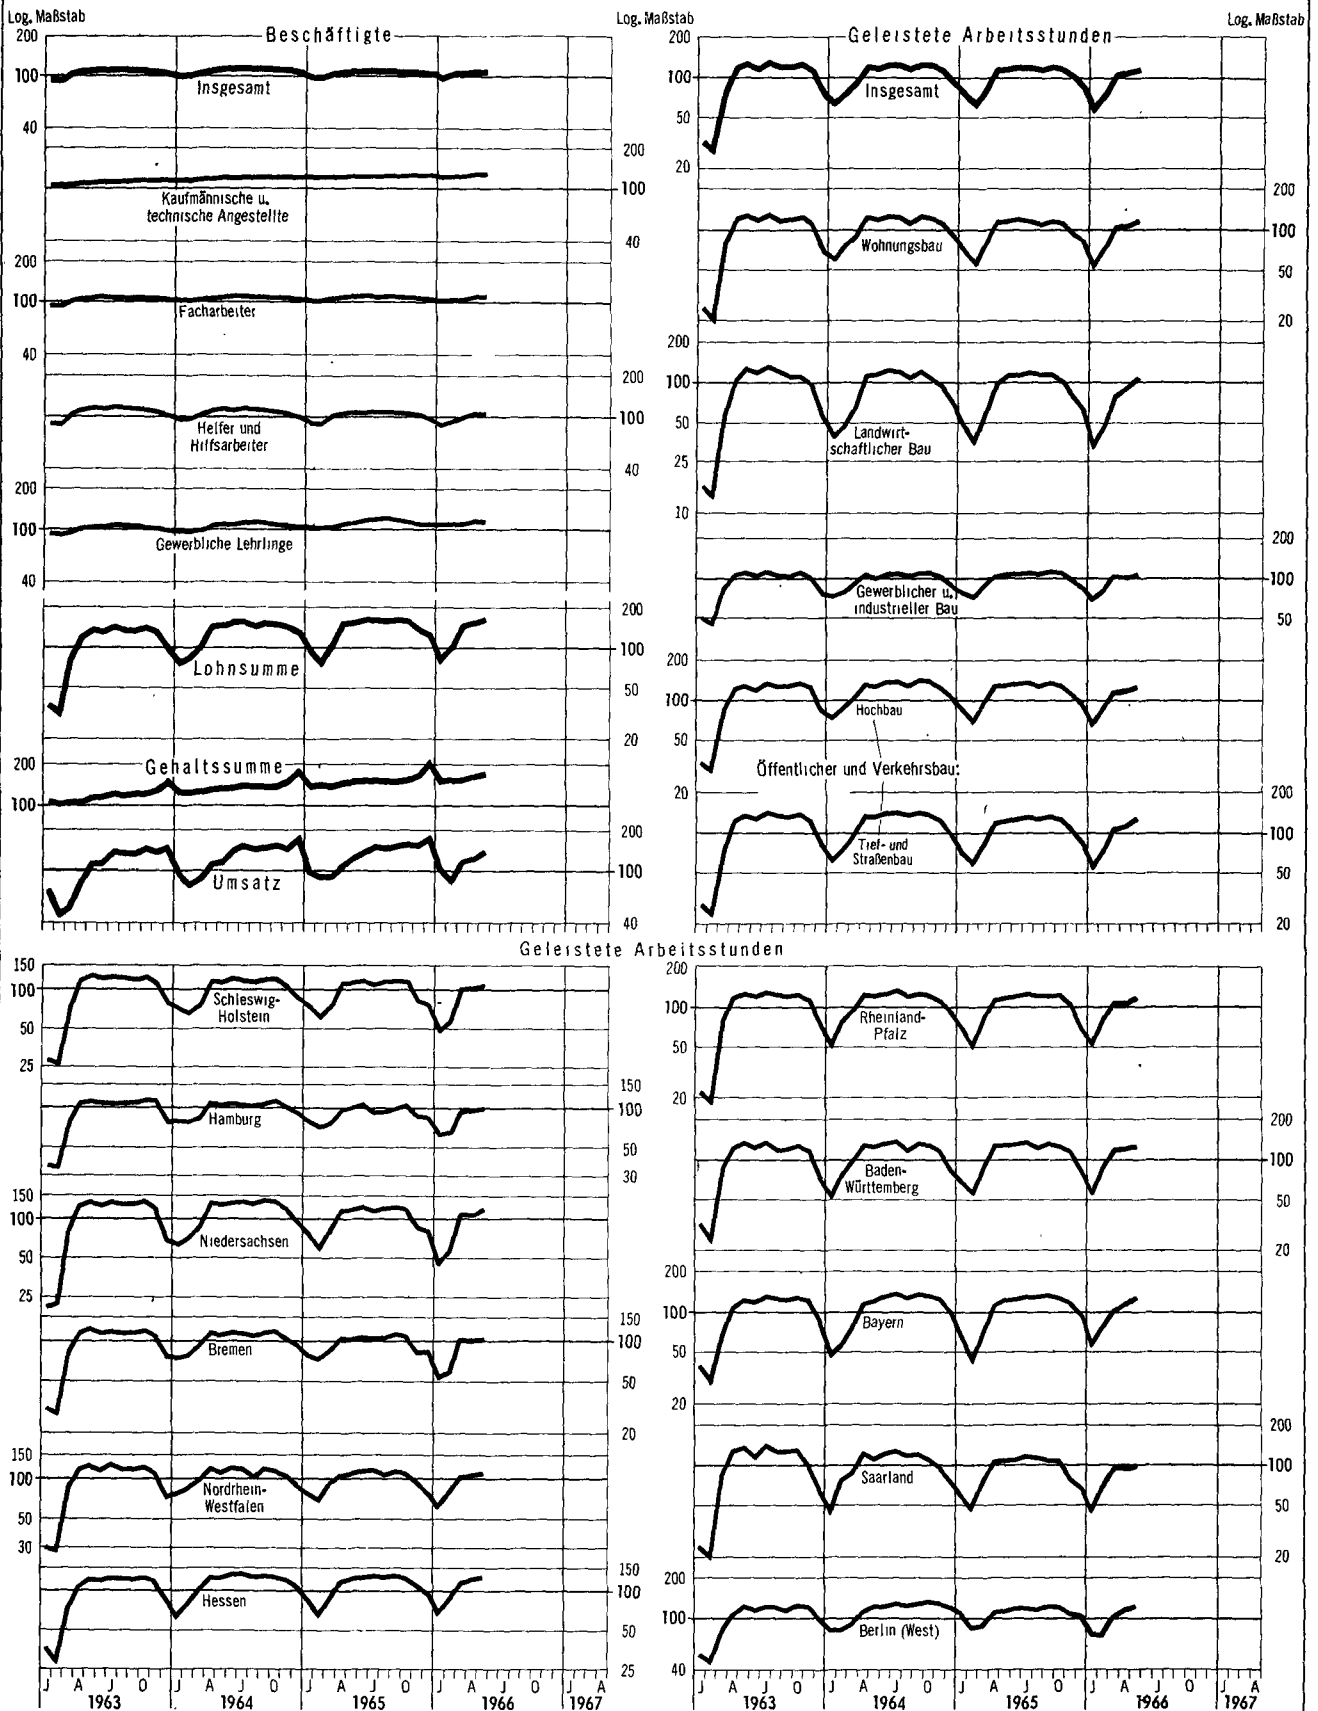 Log. Maßstab
Log. Maßstab
Log. Maßstab
Beschäftigte
200
100
Insgesamt
40
200
100
Kaufmännische u.
technische Angestellte
40
200
100
Facharbeiter
40
200
100
Helfer und
Hilfsarbeiter
40
200
100
Gewerbliche Lehrlinge
40
200
100
Lohnsumme
50
20
200
Gehaltssumme
100
200
100
Umsatz
40
Geleistete Arbeitsstunden
200
100
Insgesamt
50
20
200
100
Wohnungsbau
50
20
200
100
50
Landwirt-
schaftlicher Bau
25
10
200
100
Gewerblicher u.
industrieller Bau
50
200
100
Hochbau
50
Öffentlicher und Verkehrsbau:
20
200
100
Tief- und
Straßenbau
50
20
Geleistete Arbeitsstunden
150
100
Schleswig-
Holstein
50
25
150
100
Hamburg
50
30
150
100
Niedersachsen
50
25
150
100
Bremen
50
20
150
100
Nordrhein-
Westfalen
50
30
150
100
Hessen
50
25
J A J O J A J O J A J O J A J O J A
1963 1964 1965 1966 1967
200
100
Rheinland-
Pfalz
50
20
200
100
Baden-
Württemberg
50
20
200
100
Bayern
50
20
200
100
Saarland
50
20
200
100
Berlin (West)
40
J A J O J A J O J A J O J A J O J A
1963 1964 1965 1966 1967